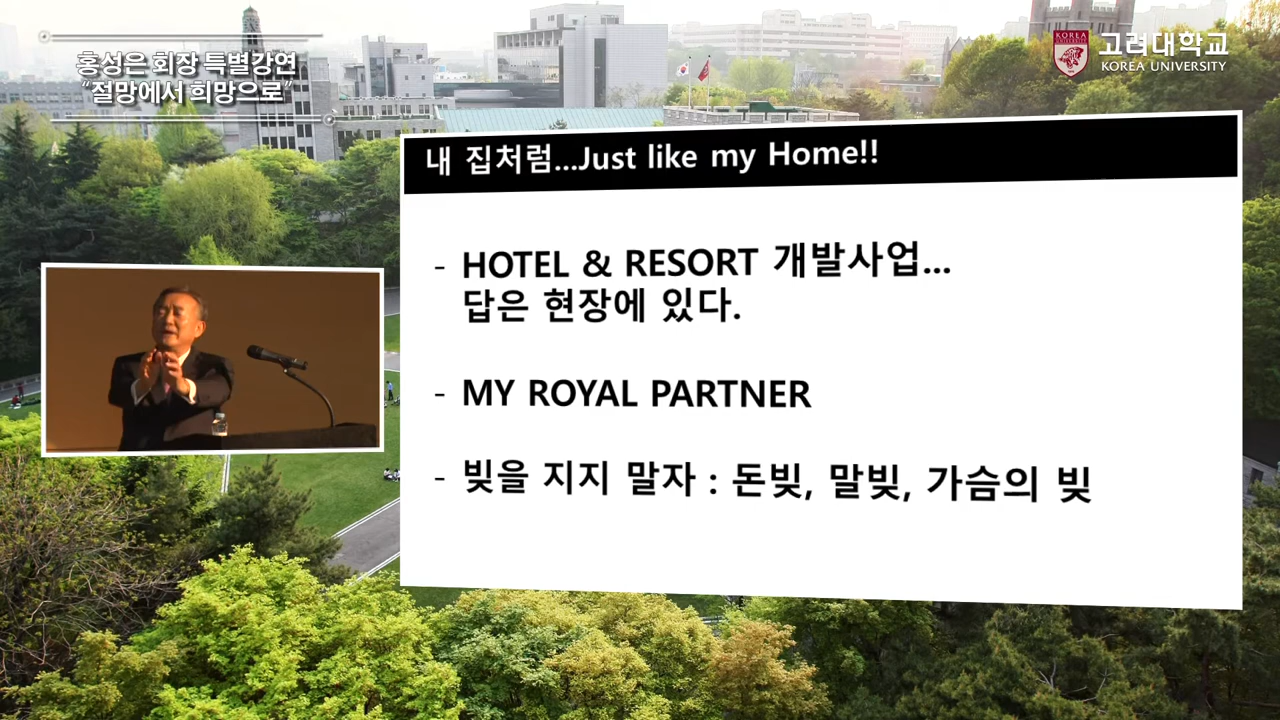 홍성은 회장 특별강연
“절망에서 희망으로”
고려대학교
KOREA UNIVERSITY
KOREA
UNIVERSITY
내 집처럼...Just like my Home!!
- HOTEL & RESORT 개발사업...
답은 현장에 있다.
- MY ROYAL PARTNER
- 빚을 지지 말자 : 돈빚, 말빚, 가슴의 빚